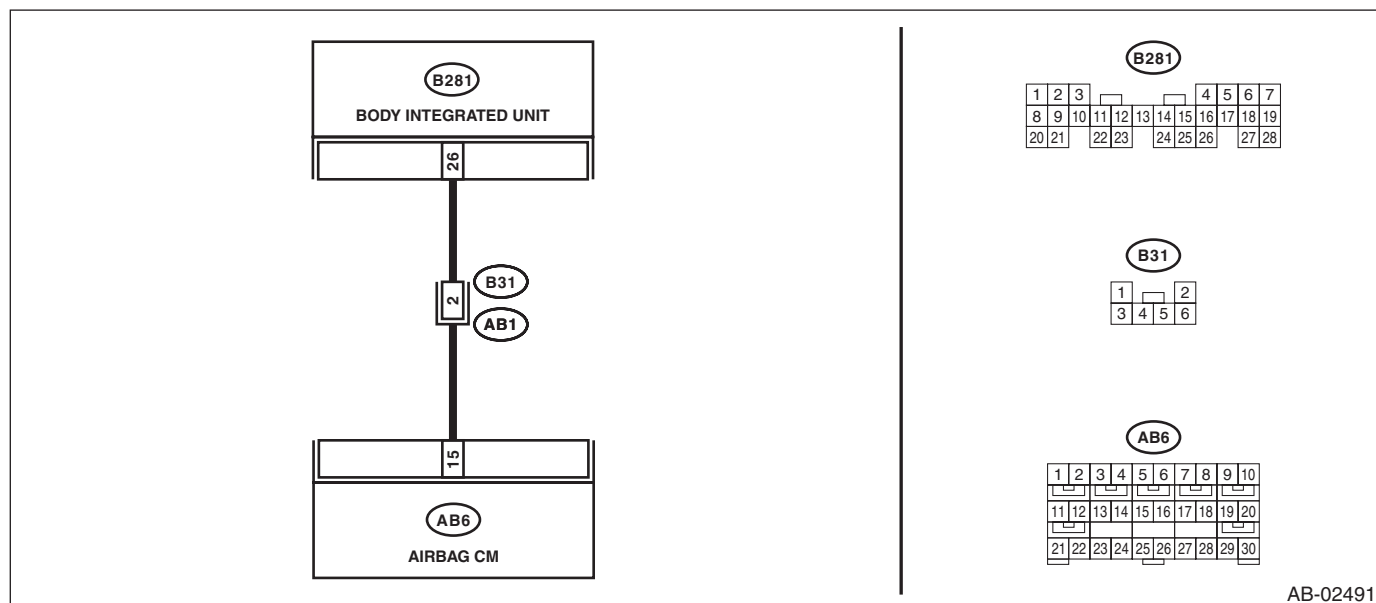 B281
BODY INTEGRATED UNIT
26
2
B31
AB1
15
AB6
AIRBAG CM
B281
1 2 3 4 5 6 7
8 9 10 11 12 13 14 15 16 17 18 19
20 21 22 23 24 25 26 27 28
B31
1 2
3 4 5 6
AB6
1 2 3 4 5 6 7 8 9 10
11 12 13 14 15 16 17 18 19 20
21 22 23 24 25 26 27 28 29 30
AB-02491